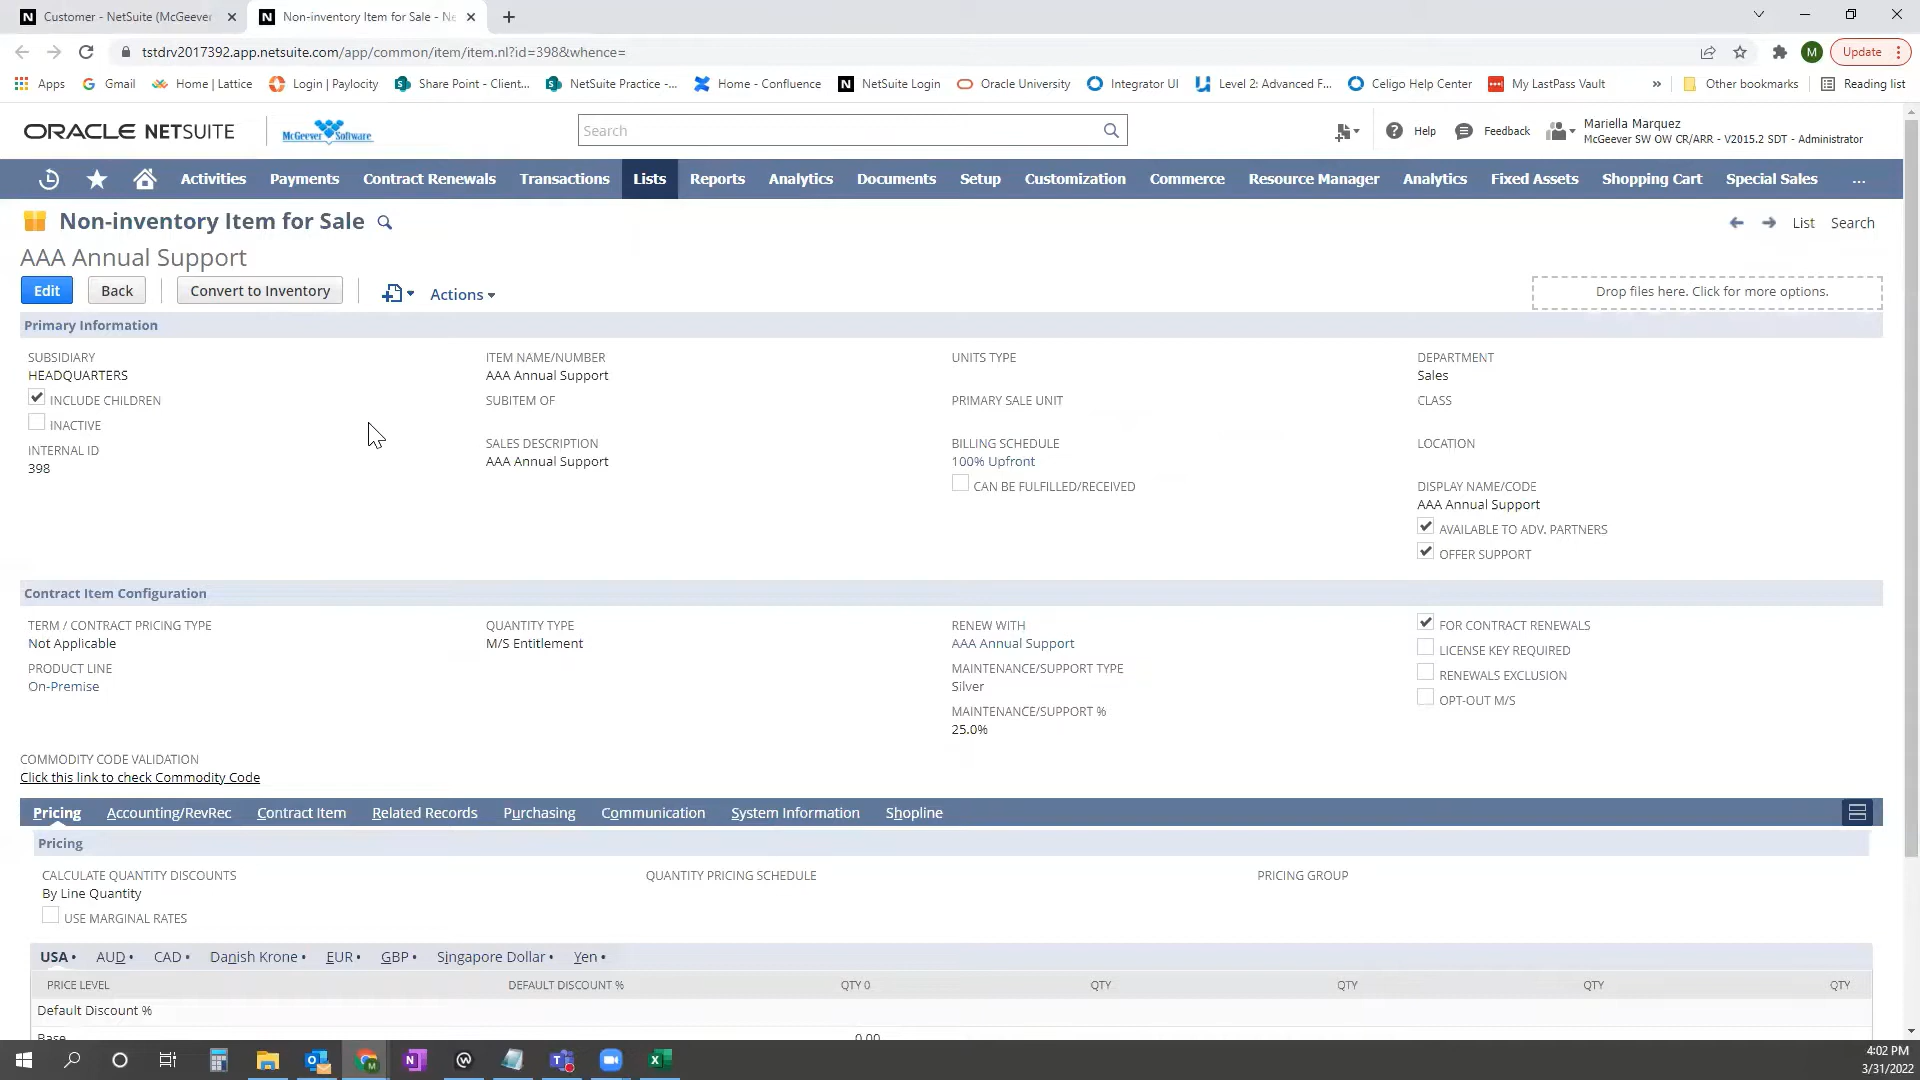 Customer - NetSuite (McGeever
Non-inventory Item for Sale - Ne
tstdrv2017392.app.netsuite.com/app/common/item/item.nl?id=398&whence=
M
Update
Apps
Gmail
Home | Lattice
Login | Paylocity
Share Point - Client...
NetSuite Practice -...
Home - Confluence
NetSuite Login
Oracle University
Integrator UI
Level 2: Advanced F...
Celigo Help Center
My LastPass Vault
»
Other bookmarks
Reading list
ORACLE NETSUITE
McGeever Software
Search
Help
Feedback
Mariella Marquez
McGeever SW OW CR/ARR - V2015.2 SDT - Administrator
Activities
Payments
Contract Renewals
Transactions
Lists
Reports
Analytics
Documents
Setup
Customization
Commerce
Resource Manager
Analytics
Fixed Assets
Shopping Cart
Special Sales
...
Non-inventory Item for Sale
List
Search
AAA Annual Support
Edit
Back
Convert to Inventory
Actions
Drop files here. Click for more options.
Primary Information
SUBSIDIARY
HEADQUARTERS
INCLUDE CHILDREN
INACTIVE
INTERNAL ID
398
ITEM NAME/NUMBER
AAA Annual Support
SUBITEM OF
SALES DESCRIPTION
AAA Annual Support
UNITS TYPE
PRIMARY SALE UNIT
BILLING SCHEDULE
100% Upfront
CAN BE FULFILLED/RECEIVED
DEPARTMENT
Sales
CLASS
LOCATION
DISPLAY NAME/CODE
AAA Annual Support
AVAILABLE TO ADV. PARTNERS
OFFER SUPPORT
Contract Item Configuration
TERM / CONTRACT PRICING TYPE
Not Applicable
PRODUCT LINE
On-Premise
QUANTITY TYPE
M/S Entitlement
RENEW WITH
AAA Annual Support
MAINTENANCE/SUPPORT TYPE
Silver
MAINTENANCE/SUPPORT %
25.0%
FOR CONTRACT RENEWALS
LICENSE KEY REQUIRED
RENEWALS EXCLUSION
OPT-OUT M/S
COMMODITY CODE VALIDATION
Click this link to check Commodity Code
Pricing
Accounting/RevRec
Contract Item
Related Records
Purchasing
Communication
System Information
Shopline
Pricing
CALCULATE QUANTITY DISCOUNTS
By Line Quantity
USE MARGINAL RATES
QUANTITY PRICING SCHEDULE
PRICING GROUP
USA •
AUD •
CAD •
Danish Krone •
EUR •
GBP •
Singapore Dollar •
Yen •
PRICE LEVEL
DEFAULT DISCOUNT %
QTY 0
QTY
QTY
QTY
QTY
Default Discount %
Base
0.00
4:02 PM
3/31/2022